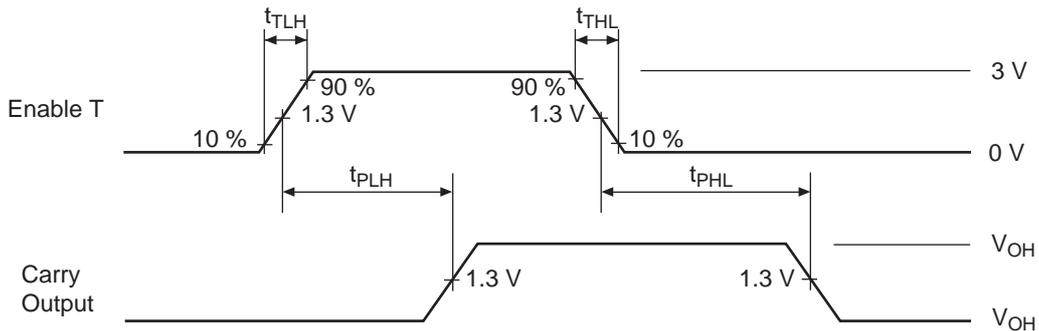 tTLH
tTHL
3 V
90 %
90 %
Enable T
1.3 V
1.3 V
10 %
10 %
0 V
tPLH
tPHL
VOH
Carry
Output
1.3 V
1.3 V
VOH